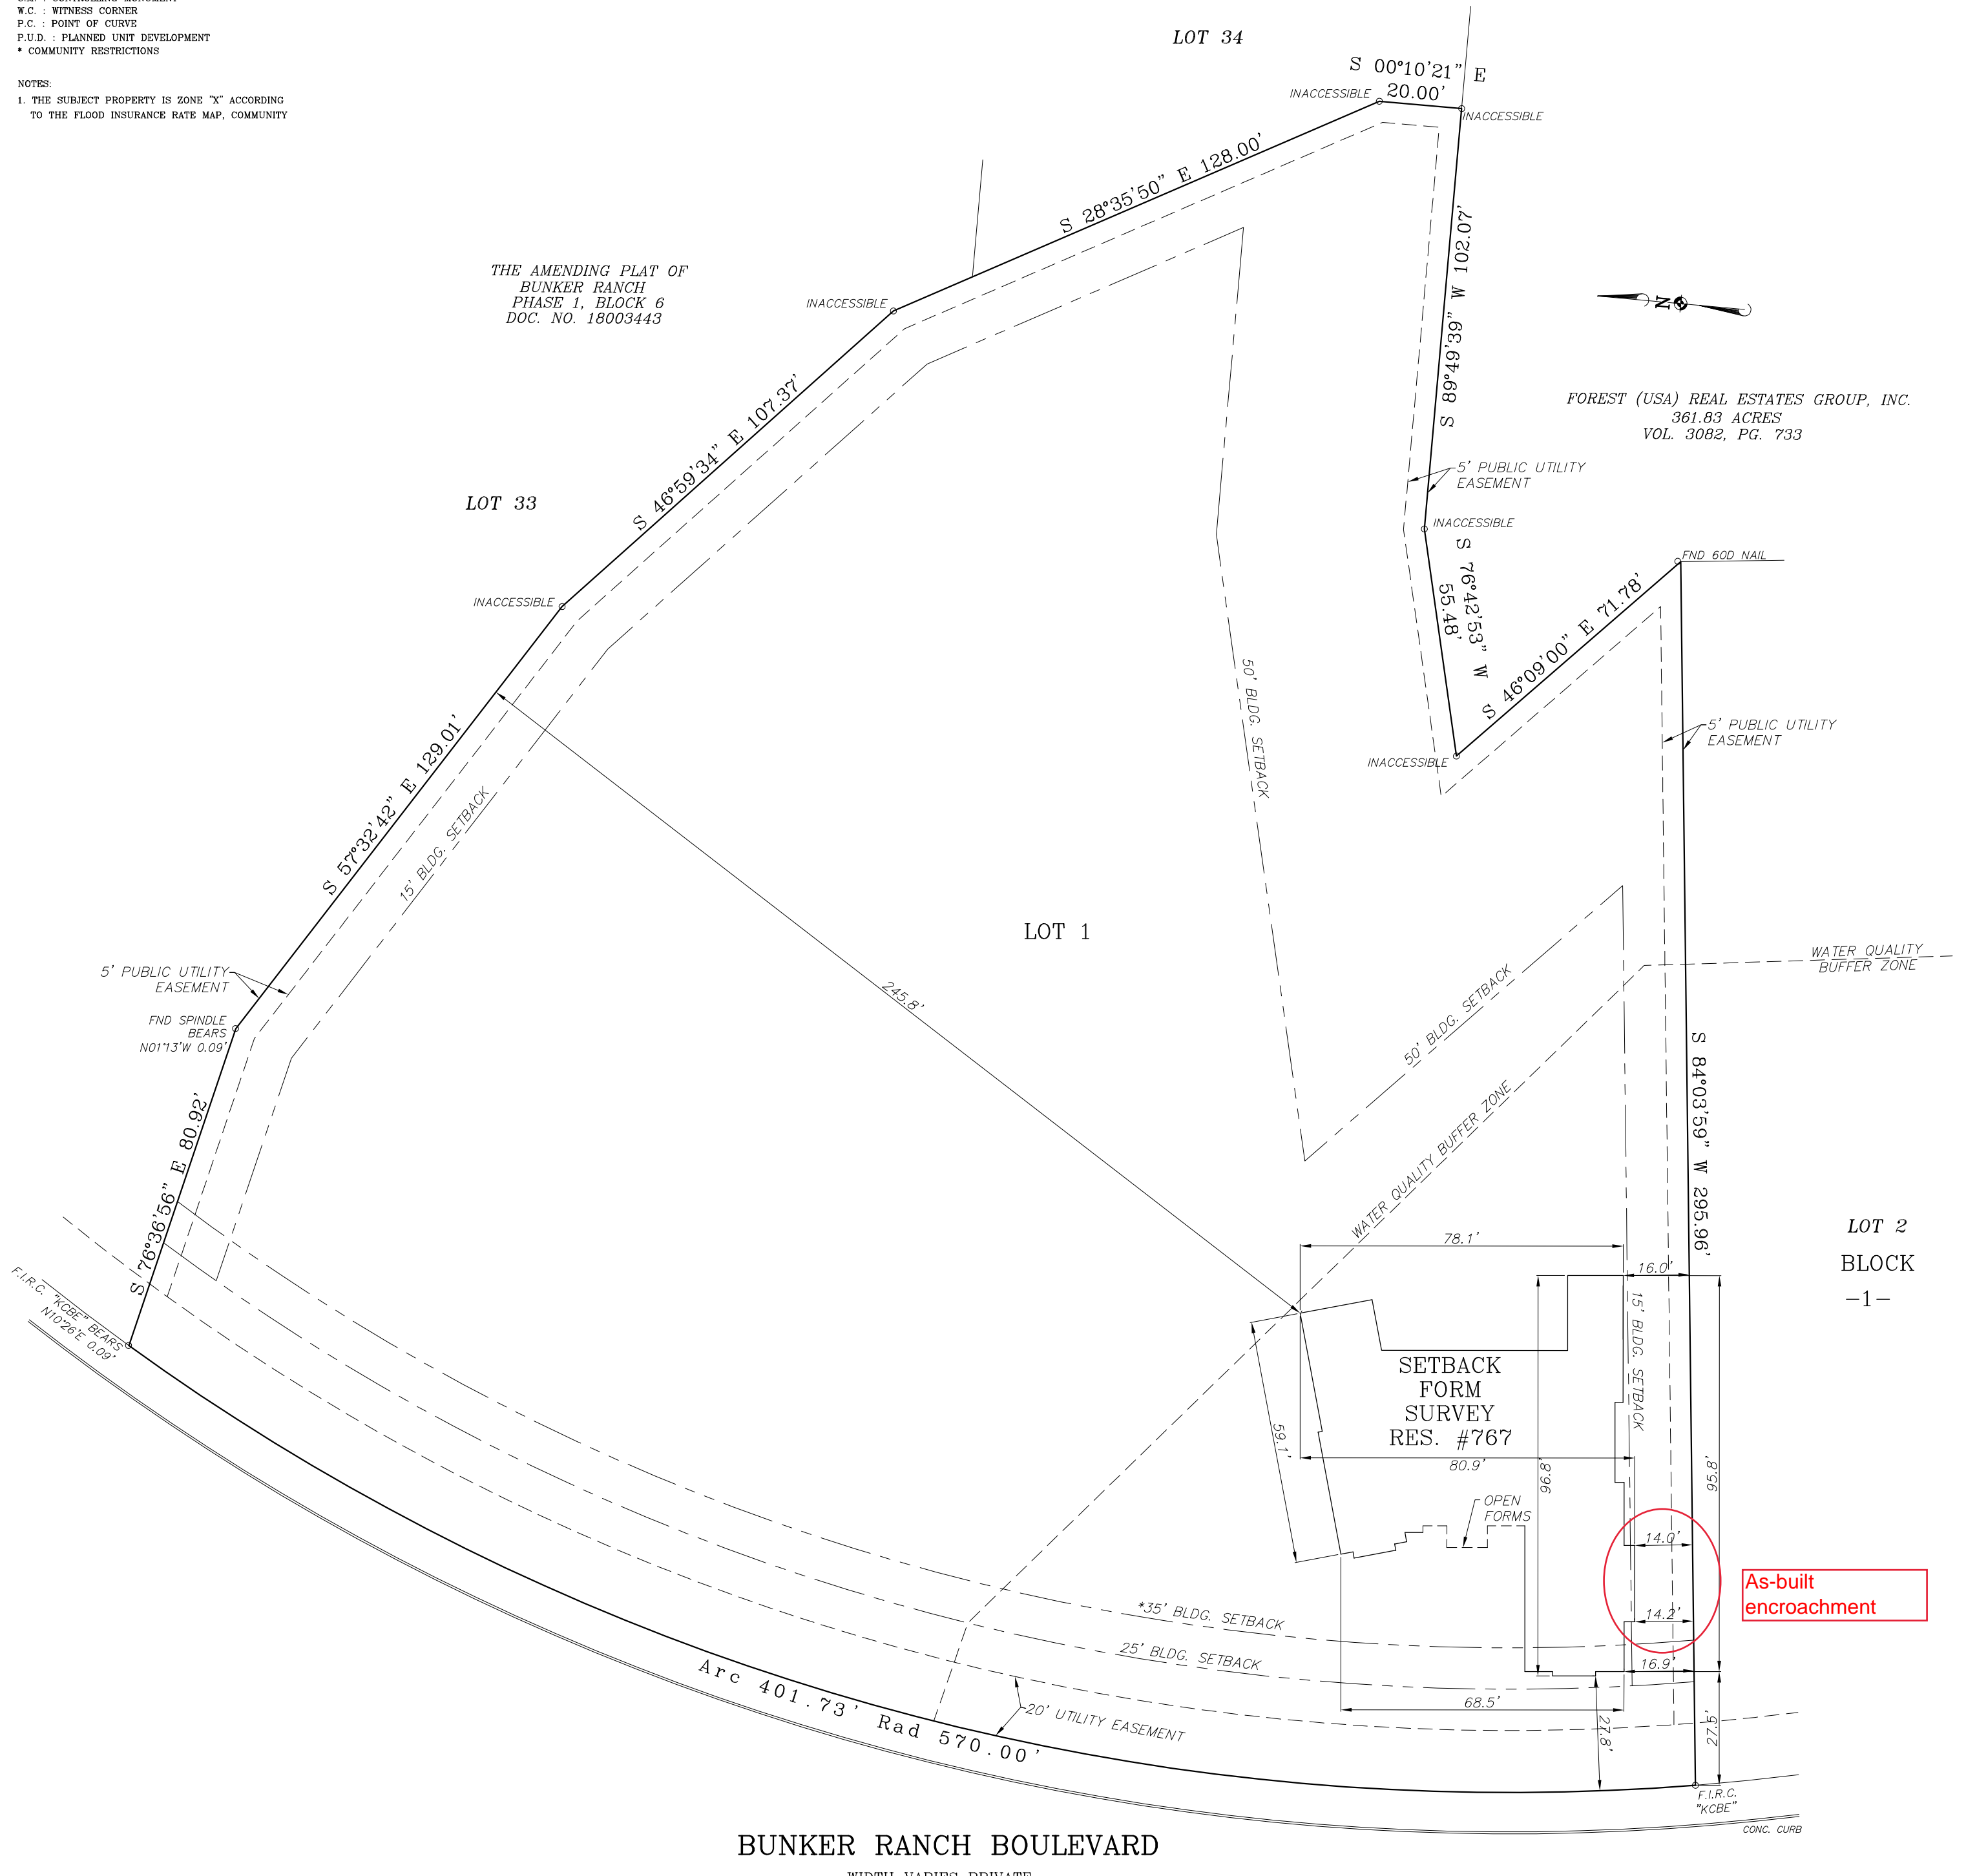 W.C. : WITNESS CORNER
P.C. : POINT OF CURVE
P.U.D. : PLANNED UNIT DEVELOPMENT
* COMMUNITY RESTRICTIONS
NOTES:
1. THE SUBJECT PROPERTY IS ZONE "X" ACCORDING
TO THE FLOOD INSURANCE RATE MAP, COMMUNITY
LOT 34
S 00°10'21" E
20.00'
INACCESSIBLE
INACCESSIBLE
S 28°35'50" E 128.00'
THE AMENDING PLAT OF
BUNKER RANCH
PHASE 1, BLOCK 6
DOC. NO. 18003443
INACCESSIBLE
S 89°49'39" W 102.07'
N
FOREST (USA) REAL ESTATES GROUP, INC.
361.83 ACRES
VOL. 3082, PG. 733
S 46°59'34" E 107.37'
5' PUBLIC UTILITY
EASEMENT
LOT 33
INACCESSIBLE
S 76°42'53" W
55.48'
FND 60D NAIL
S 46°09'00" E 71.78'
INACCESSIBLE
INACCESSIBLE
50' BLDG. SETBACK
5' PUBLIC UTILITY
EASEMENT
S 57°32'42" E 129.01'
15' BLDG. SETBACK
LOT 1
245.8'
WATER QUALITY
BUFFER ZONE
5' PUBLIC UTILITY
EASEMENT
FND SPINDLE
BEARS
N01°13'W 0.09'
50' BLDG. SETBACK
WATER QUALITY BUFFER ZONE
S 84°03'59" W 295.96'
S 76°36'56" E 80.92'
LOT 2
BLOCK
-1-
78.1'
16.0'
F.I.R.C. "KCBE" BEARS
N10°26'E 0.09'
15' BLDG. SETBACK
SETBACK
FORM
SURVEY
RES. #767
59.1'
80.9'
96.8'
95.8'
OPEN
FORMS
14.0'
As-built
encroachment
14.2'
*35' BLDG. SETBACK
25' BLDG. SETBACK
16.9'
68.5'
20' UTILITY EASEMENT
27.8'
27.5'
Arc 401.73' Rad 570.00'
F.I.R.C.
"KCBE"
CONC. CURB
BUNKER RANCH BOULEVARD